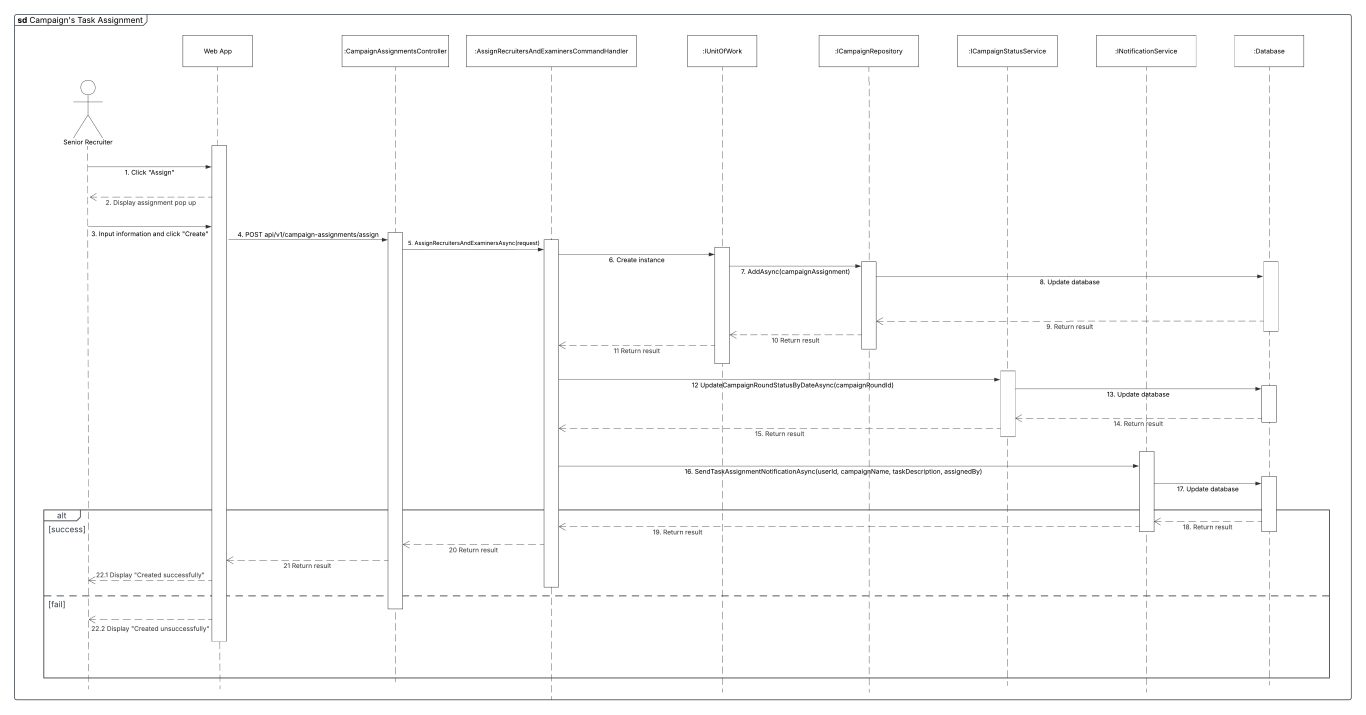 sd Campaign's Task Assignment
Web App
:CampaignAssignmentsController
:AssignRecruitersAndExaminersCommandHandler
:IUnitOfWork
:ICampaignRepository
:ICampaignStatusService
:INotificationService
:Database
Senior Recruiter
1. Click "Assign"
2. Display assignment pop up
3. Input information and click "Create"
4. POST api/v1/campaign-assignments/assign
5. AssignRecruitersAndExaminersAsync(request)
6. Create instance
7. AddAsync(campaignAssignment)
8. Update database
9. Return result
10 Return result
11 Return result
12 UpdateCampaignRoundStatusByDateAsync(campaignRoundId)
13. Update database
14. Return result
15. Return result
16. SendTaskAssignmentNotificationAsync(userId, campaignName, taskDescription, assignedBy)
17. Update database
alt
[success]
18. Return result
19. Return result
20 Return result
21 Return result
22.1 Display "Created successfully"
[fail]
22.2 Display "Created unsuccessfully"